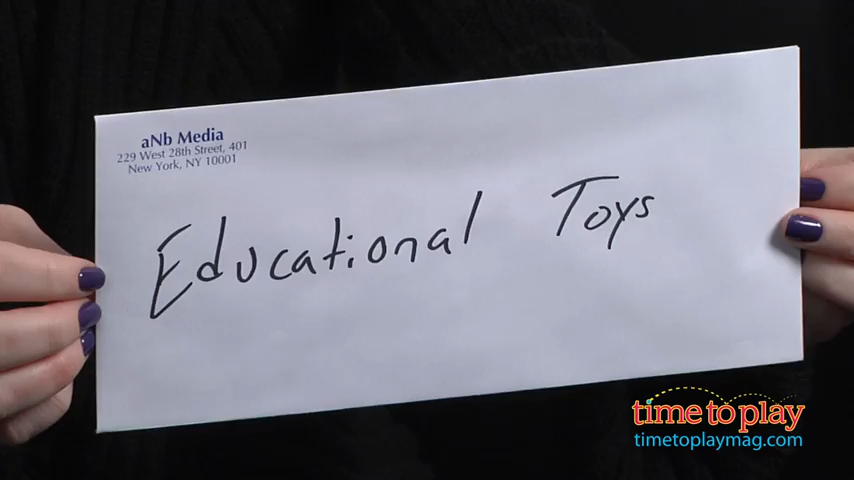 aNb Media
229 West 28th Street, 401
New York, NY 10001
Educational Toys
time to play
timetoplaymag.com